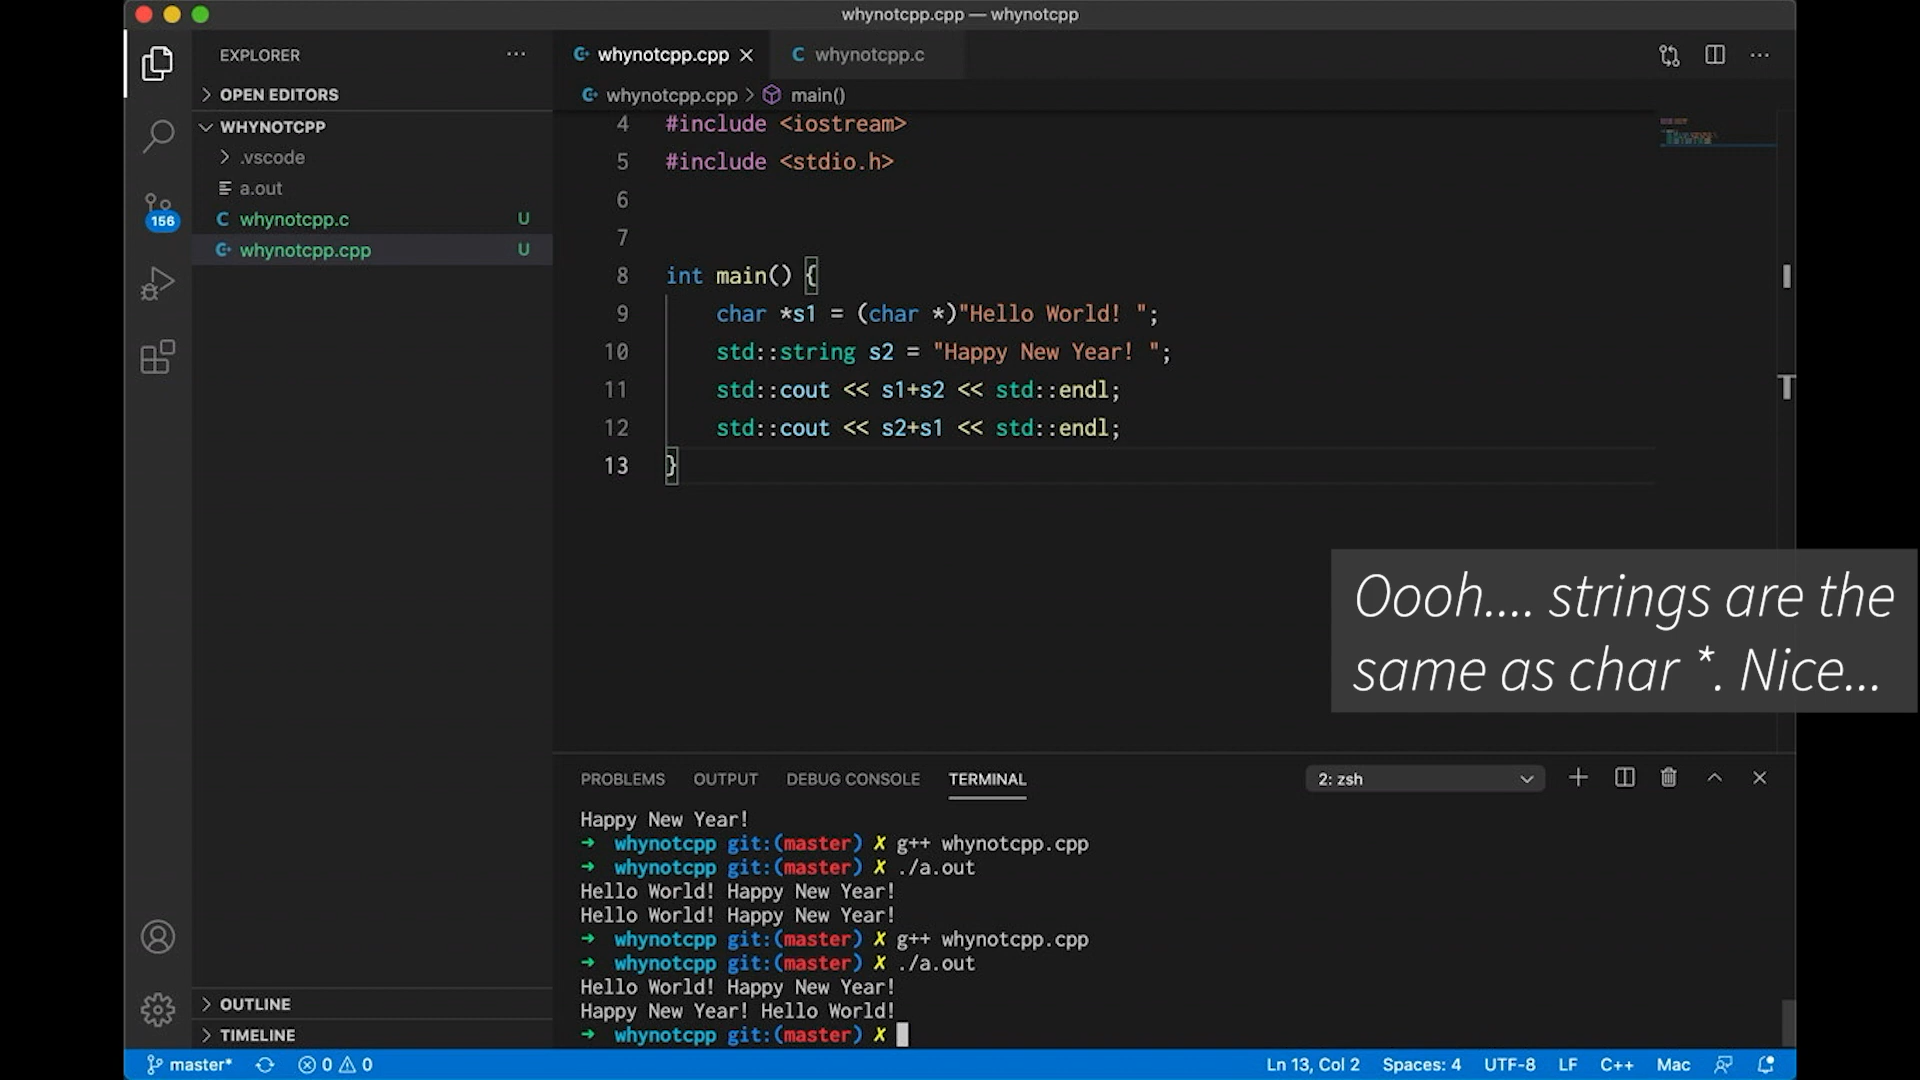 whynotcpp.cpp — whynotcpp
EXPLORER
OPEN EDITORS
WHYNOTCPP
.vscode
a.out
whynotcpp.c U
whynotcpp.cpp U
156
OUTLINE
TIMELINE
whynotcpp.cpp
whynotcpp.c
whynotcpp.cpp > main()
4 #include <iostream>
5 #include <stdio.h>
6
7
8 int main() {
9 char *s1 = (char *)"Hello World! ";
10 std::string s2 = "Happy New Year! ";
11 std::cout << s1+s2 << std::endl;
12 std::cout << s2+s1 << std::endl;
13 }
Oooh.... strings are the
same as char *. Nice...
PROBLEMS OUTPUT DEBUG CONSOLE TERMINAL 2: zsh
Happy New Year!
➜ whynotcpp git:(master) ✗ g++ whynotcpp.cpp
➜ whynotcpp git:(master) ✗ ./a.out
Hello World! Happy New Year!
Hello World! Happy New Year!
➜ whynotcpp git:(master) ✗ g++ whynotcpp.cpp
➜ whynotcpp git:(master) ✗ ./a.out
Hello World! Happy New Year!
Happy New Year! Hello World!
➜ whynotcpp git:(master) ✗
master* 0 0 Ln 13, Col 2 Spaces: 4 UTF-8 LF C++ Mac